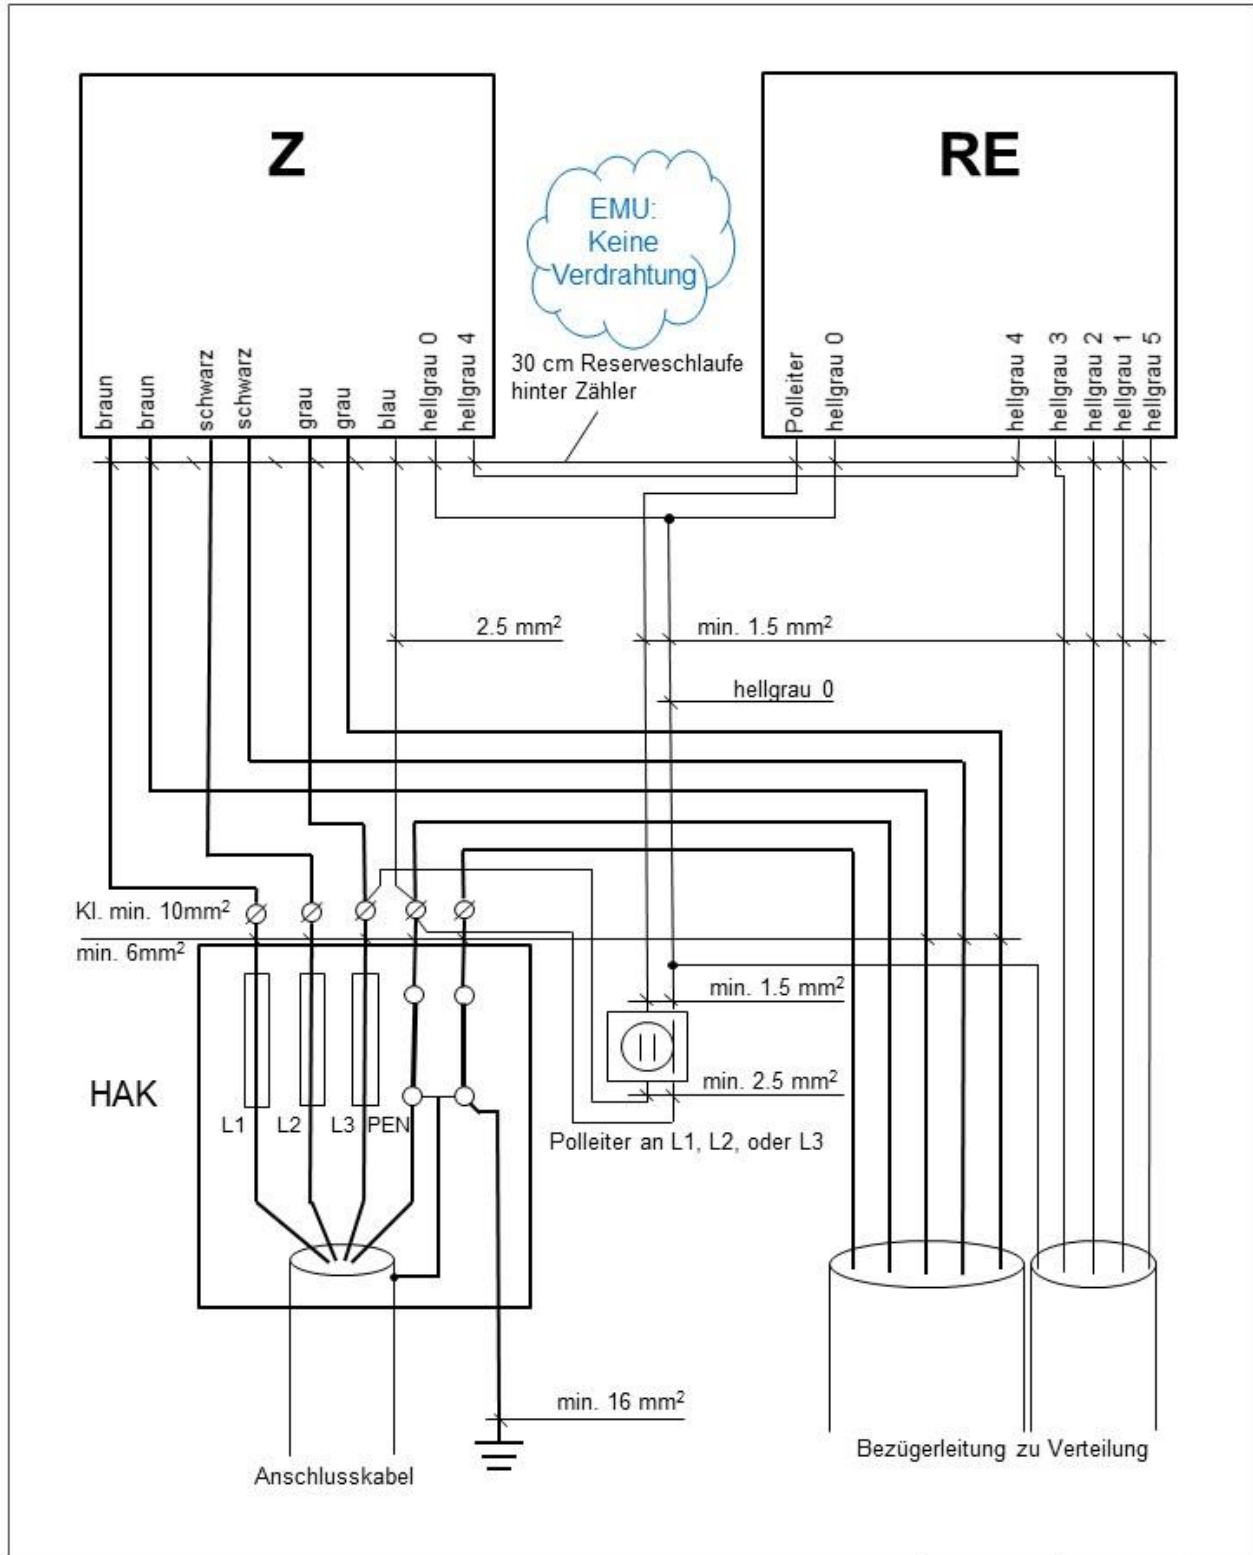 Z
RE
EMU:
Keine
Verdrahtung
30 cm Reserveschlaufe
hinter Zähler
braun
braun
schwarz
schwarz
grau
grau
blau
hellgrau 0
hellgrau 4
Polleiter
hellgrau 0
hellgrau 4
hellgrau 3
hellgrau 2
hellgrau 1
hellgrau 5
2.5 mm²
min. 1.5 mm²
hellgrau 0
Kl. min. 10mm²
min. 6mm²
min. 1.5 mm²
min. 2.5 mm²
HAK
L1
L2
L3
PEN
Polleiter an L1, L2, oder L3
min. 16 mm²
Anschlusskabel
Bezügerleitung zu Verteilung